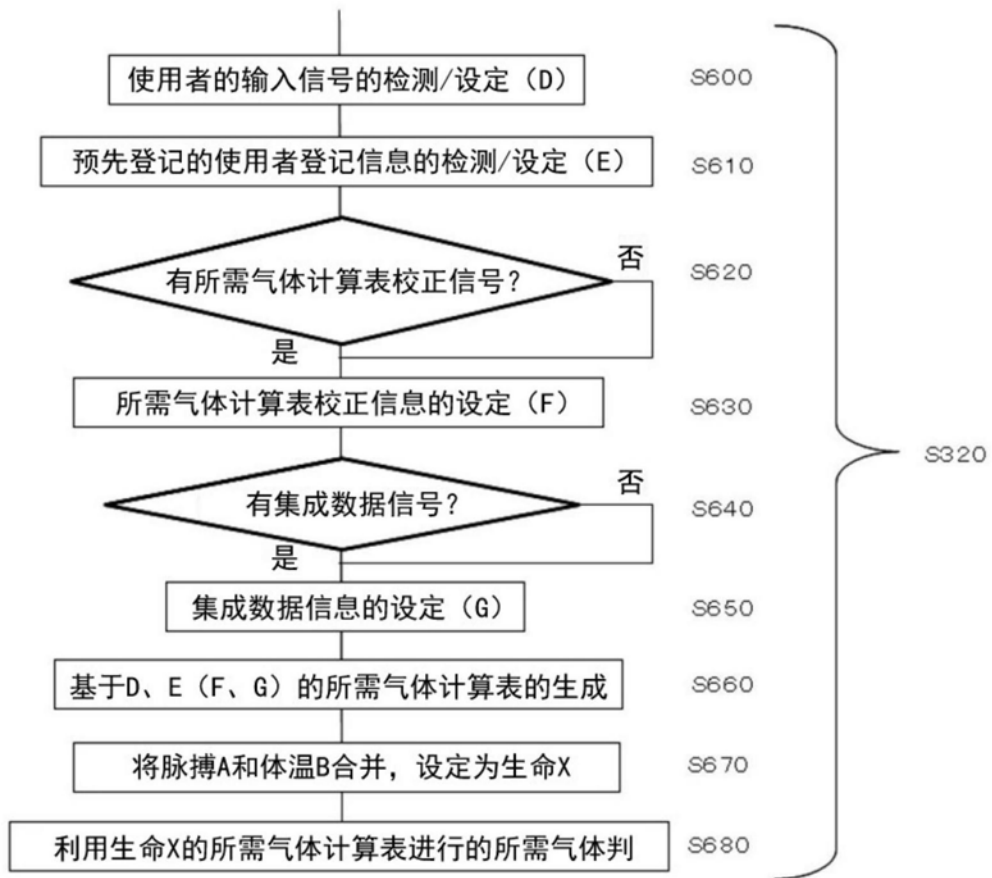 使用者的输入信号的检测/设定（D） S600
预先登记的使用者登记信息的检测/设定（E） S610
有所需气体计算表校正信号？ 否 S620
是
所需气体计算表校正信息的设定（F） S630
S320
有集成数据信号？ 否 S640
是
集成数据信息的设定（G） S650
基于D、E（F、G）的所需气体计算表的生成 S660
将脉搏A和体温B合并，设定为生命X S670
利用生命X的所需气体计算表进行的所需气体判 S680